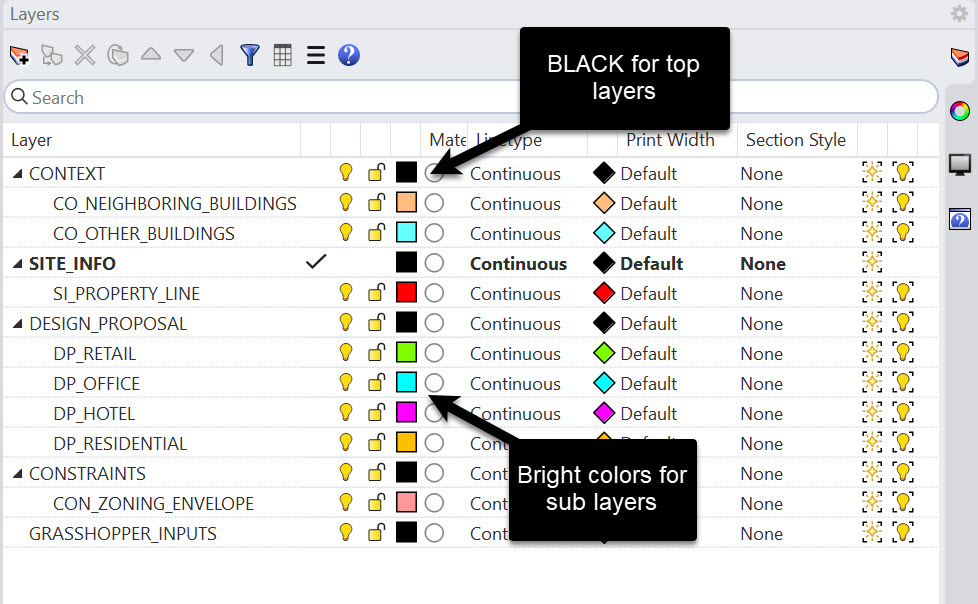 Layers
BLACK for top
layers
Search
Layer Mate Linetype Print Width Section Style
CONTEXT Continuous Default None
CO_NEIGHBORING_BUILDINGS Continuous Default None
CO_OTHER_BUILDINGS Continuous Default None
SITE_INFO Continuous Default None
SI_PROPERTY_LINE Continuous Default None
DESIGN_PROPOSAL Continuous Default None
DP_RETAIL Continuous Default None
DP_OFFICE Continuous Default None
DP_HOTEL Continuous Default None
DP_RESIDENTIAL Continuous Default None
Bright colors for
sub layers
CONSTRAINTS Cont None
CON_ZONING_ENVELOPE Cont None
GRASSHOPPER_INPUTS Cont None